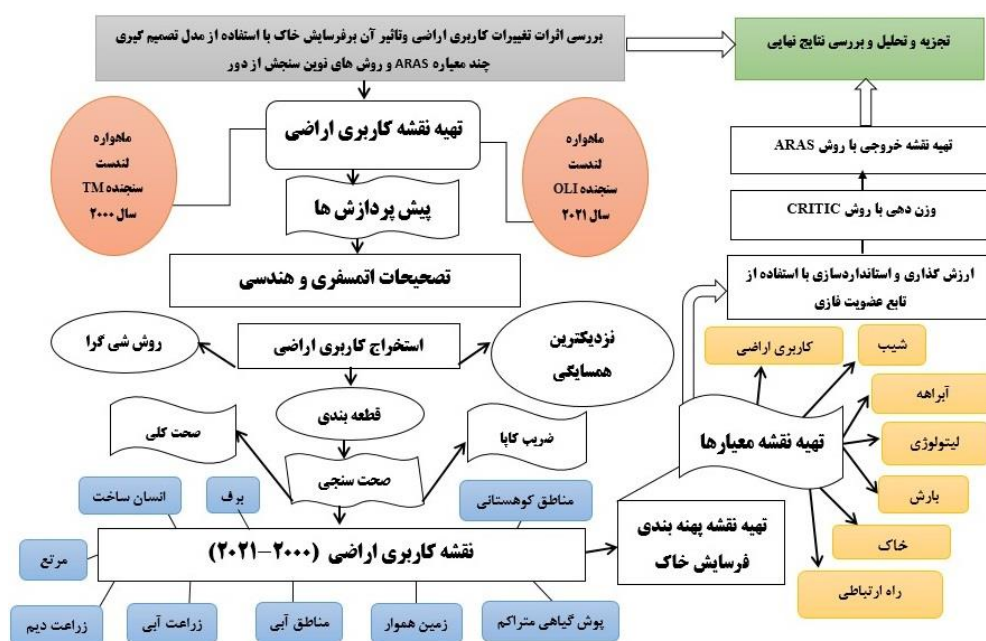 بررسی اثرات تغییرات کاربری اراضی وتاثیر آن برفرسایش خاک با استفاده از مدل تصمیم گیری
چند معیاره ARAS و روش های نوین سنجش از دور
تجزیه و تحلیل و بررسی نتایج نهایی
تهیه نقشه کاربری اراضی
ماهواره
لندست
سنجنده OLI
سال ۲۰۲۱
ماهواره
لندست
سنجنده TM
سال ۲۰۰۰
پیش پردازش ها
تصحیحات اتمسفری و هندسی
تهیه نقشه خروجی با روش ARAS
وزن دهی با روش CRITIC
ارزش گذاری و استانداردسازی با استفاده از
تابع عضویت فازی
استخراج کاربری اراضی
نزدیکترین
همسایگی
روش شی گرا
قطعه بندی
صحت سنجی
ضریب کاپا
صحت کلی
نقشه کاربری اراضی (۲۰۰۰-۲۰۲۱)
مناطق کوهستانی
برف
انسان ساخت
مرتع
پوش گیاهی متراکم
زمین هموار
مناطق آبی
زراعت آبی
زراعت دیم
تهیه نقشه پهنه بندی
فرسایش خاک
تهیه نقشه معیارها
شیب
کاربری اراضی
آبراهه
لیتولوژی
بارش
خاک
راه ارتباطی